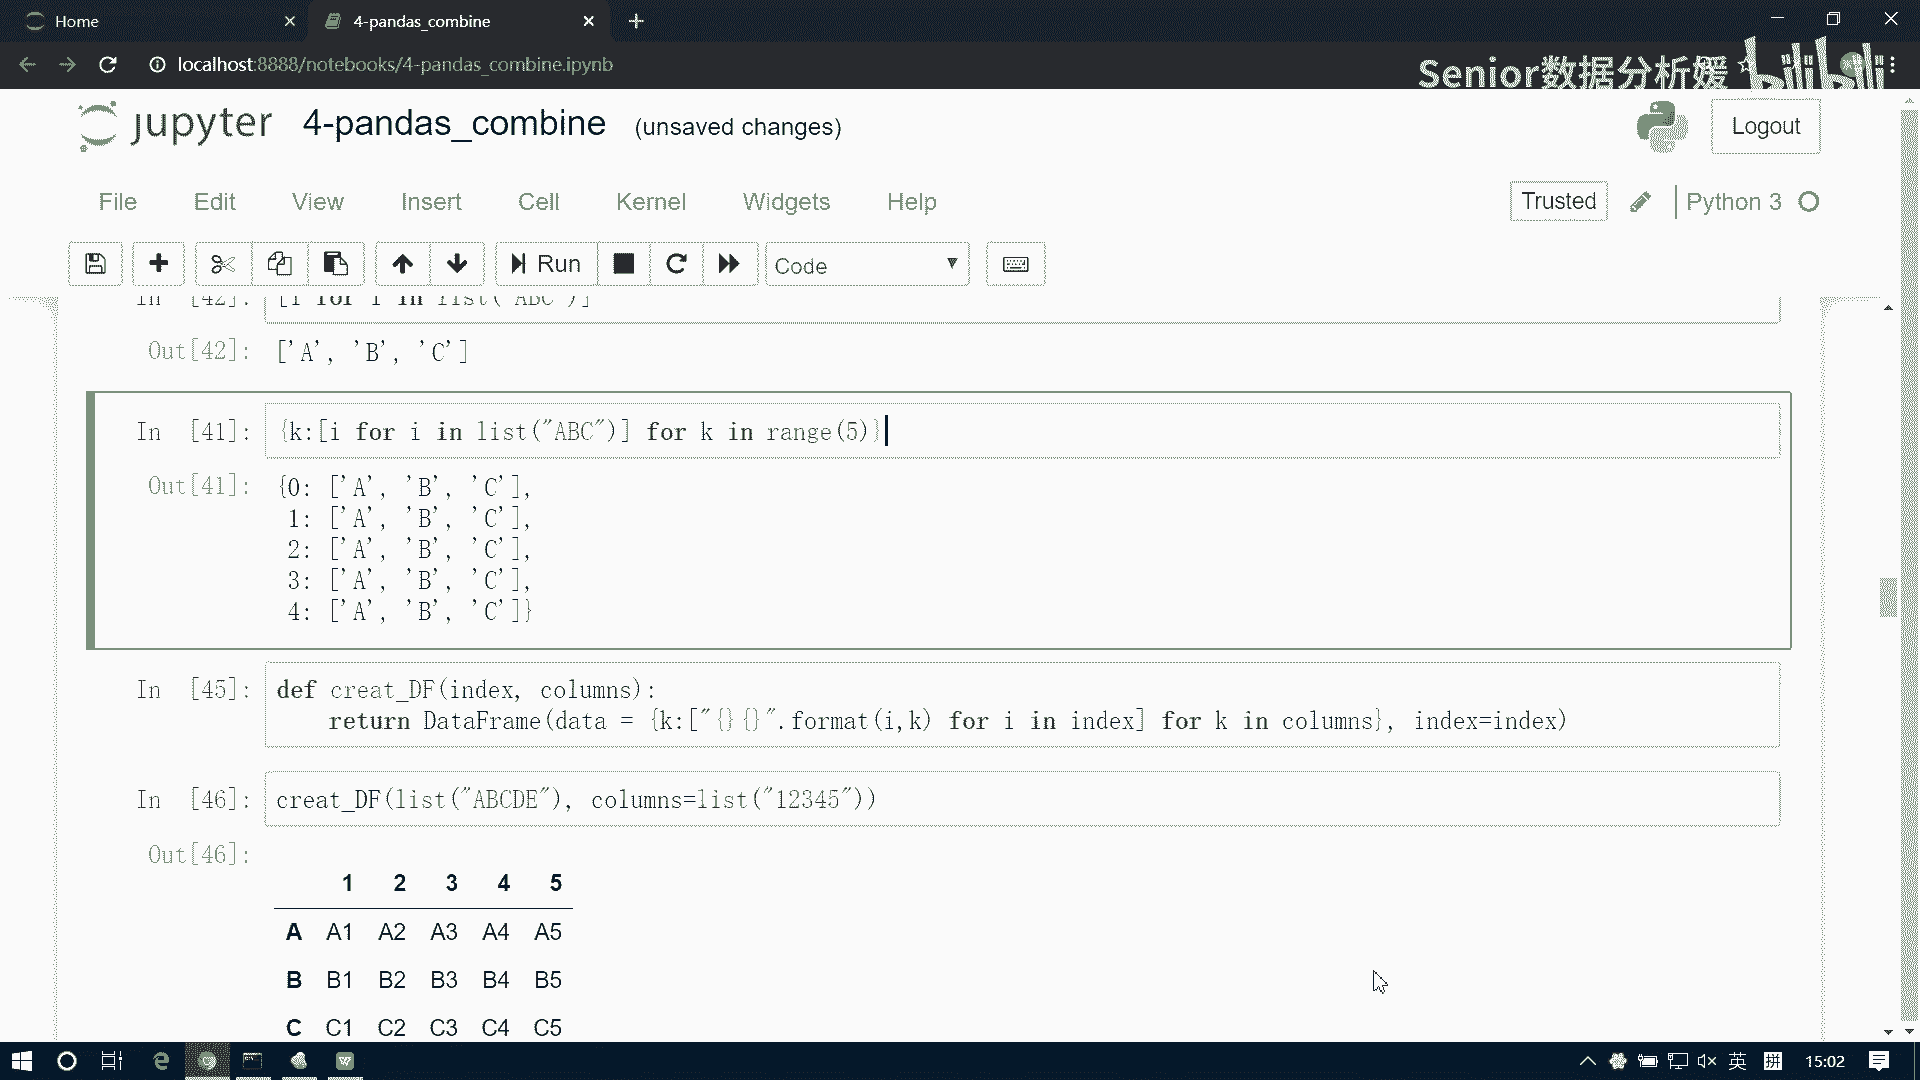 Home
4-pandas_combine
localhost:8888/notebooks/4-pandas_combine.ipynb
Senior数据分析媛
bilibili
jupyter 4-pandas_combine (unsaved changes)
Logout
File Edit View Insert Cell Kernel Widgets Help
Trusted
Python 3
Run
Code
In [42]: [i for i in list("ABC")]
Out[42]: ['A', 'B', 'C']
In [41]: {k:[i for i in list("ABC")] for k in range(5)}
Out[41]: {0: ['A', 'B', 'C'],
1: ['A', 'B', 'C'],
2: ['A', 'B', 'C'],
3: ['A', 'B', 'C'],
4: ['A', 'B', 'C']}
In [45]: def creat_DF(index, columns):
return DataFrame(data = {k:["{}{}".format(i,k) for i in index] for k in columns}, index=index)
In [46]: creat_DF(list("ABCDE"), columns=list("12345"))
Out[46]:
1 2 3 4 5
A A1 A2 A3 A4 A5
B B1 B2 B3 B4 B5
C C1 C2 C3 C4 C5
英 拼 15:02